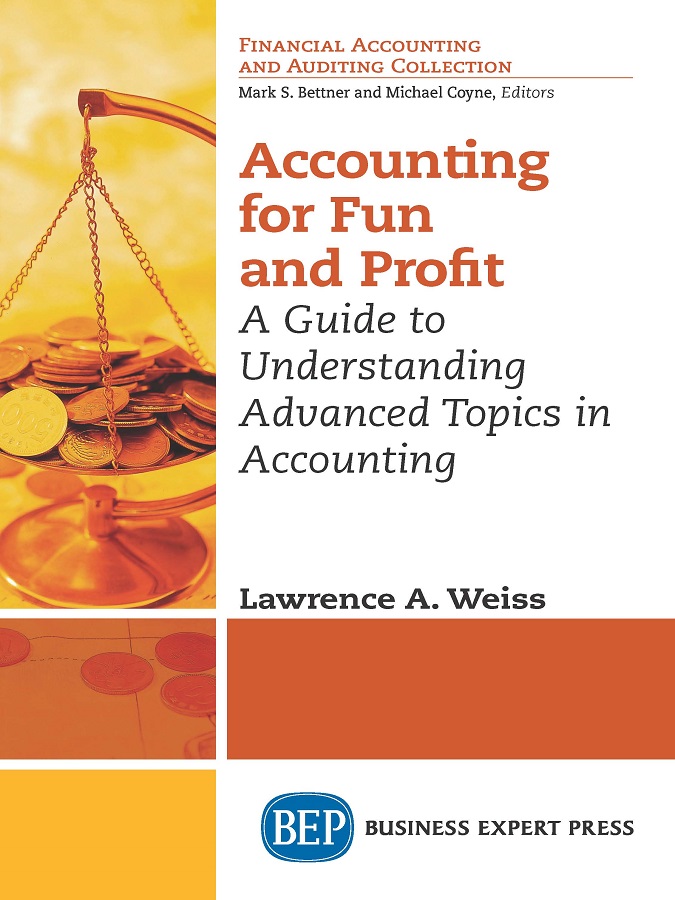 FINANCIAL ACCOUNTING
AND AUDITING COLLECTION
Mark S. Bettner and Michael Coyne, Editors
Accounting
for Fun
and Profit
A Guide to
Understanding
Advanced Topics in
Accounting
Lawrence A. Weiss
BEP BUSINESS EXPERT PRESS